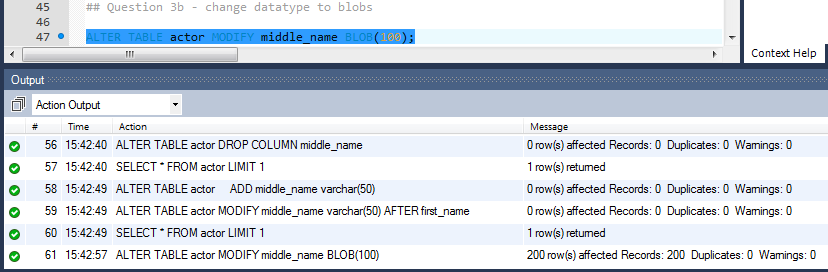 45
46 ## Question 3b - change datatype to blobs
47 ALTER TABLE actor MODIFY middle_name BLOB(100);
Context Help
Output
Action Output
# Time Action Message
56 15:42:40 ALTER TABLE actor DROP COLUMN middle_name 0 row(s) affected Records: 0 Duplicates: 0 Warnings: 0
57 15:42:40 SELECT * FROM actor LIMIT 1 1 row(s) returned
58 15:42:49 ALTER TABLE actor ADD middle_name varchar(50) 0 row(s) affected Records: 0 Duplicates: 0 Warnings: 0
59 15:42:49 ALTER TABLE actor MODIFY middle_name varchar(50) AFTER first_name 0 row(s) affected Records: 0 Duplicates: 0 Warnings: 0
60 15:42:49 SELECT * FROM actor LIMIT 1 1 row(s) returned
61 15:42:57 ALTER TABLE actor MODIFY middle_name BLOB(100) 200 row(s) affected Records: 200 Duplicates: 0 Warnings: 0